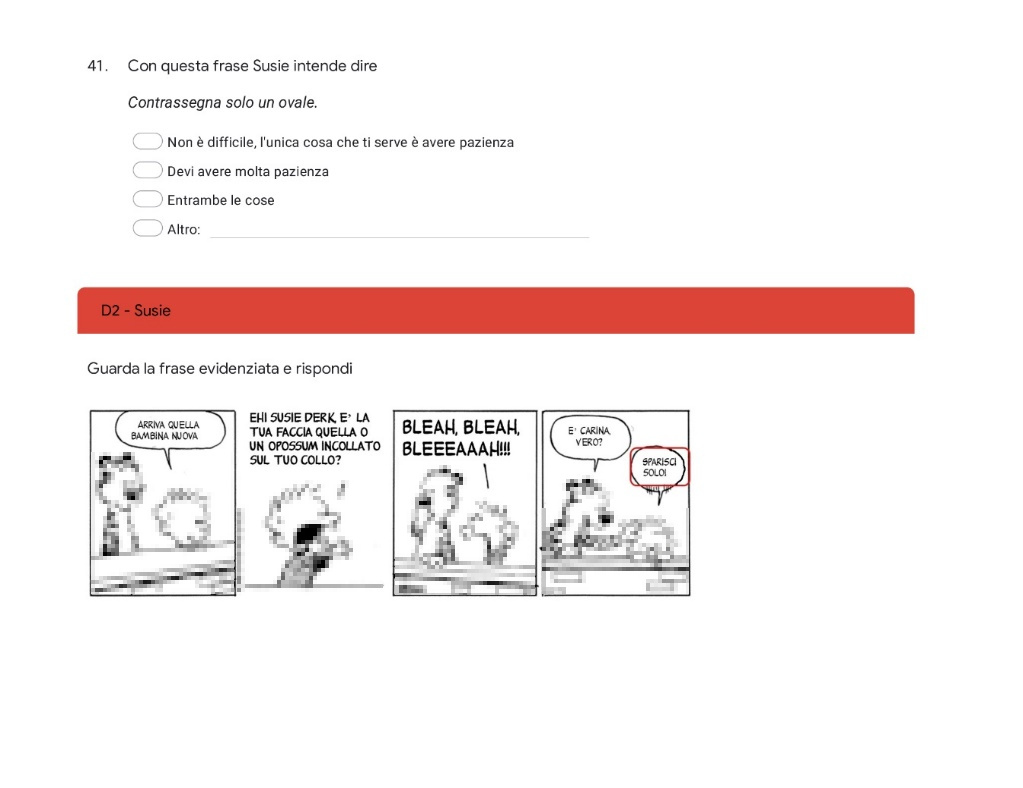 41. Con questa frase Susie intende dire
Contrassegna solo un ovale.
Non è difficile, l'unica cosa che ti serve è avere pazienza
Devi avere molta pazienza
Entrambe le cose
Altro:
D2 - Susie
Guarda la frase evidenziata e rispondi
ARRIVA QUELLA
BAMBINA NUOVA
EHI SUSIE DERK, E' LA
TUA FACCIA QUELLA O
UN OPOSSUM INCOLLATO
SUL TUO COLLO?
BLEAH, BLEAH,
BLEEEAAAH!!!
E' CARINA,
VERO?
SPARISCI
SOLO!